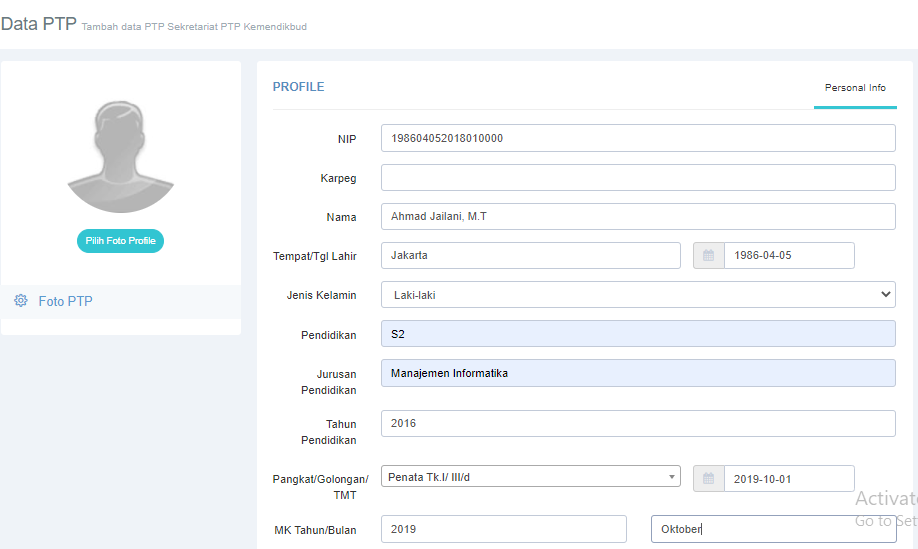 Data PTP Tambah data PTP Sekretariat PTP Kemendikbud
PROFILE
Personal Info
Pilih Foto Profile
Foto PTP
NIP 198604052018010000
Karpeg
Nama Ahmad Jailani, M.T
Tempat/Tgl Lahir Jakarta 1986-04-05
Jenis Kelamin Laki-laki
Pendidikan S2
Jurusan
Pendidikan
Manajemen Informatika
Tahun
Pendidikan
2016
Pangkat/Golongan/
TMT
Penata Tk.I/ III/d 2019-10-01
MK Tahun/Bulan 2019 Oktober
Activate
Go to Set